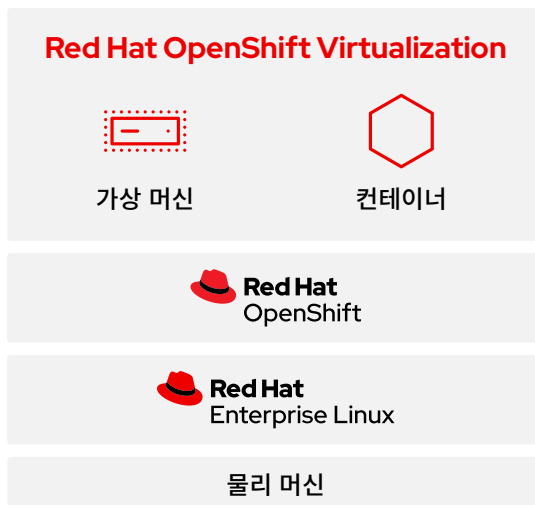 Red Hat OpenShift Virtualization
가상 머신
컨테이너
Red Hat
OpenShift
Red Hat
Enterprise Linux
물리 머신